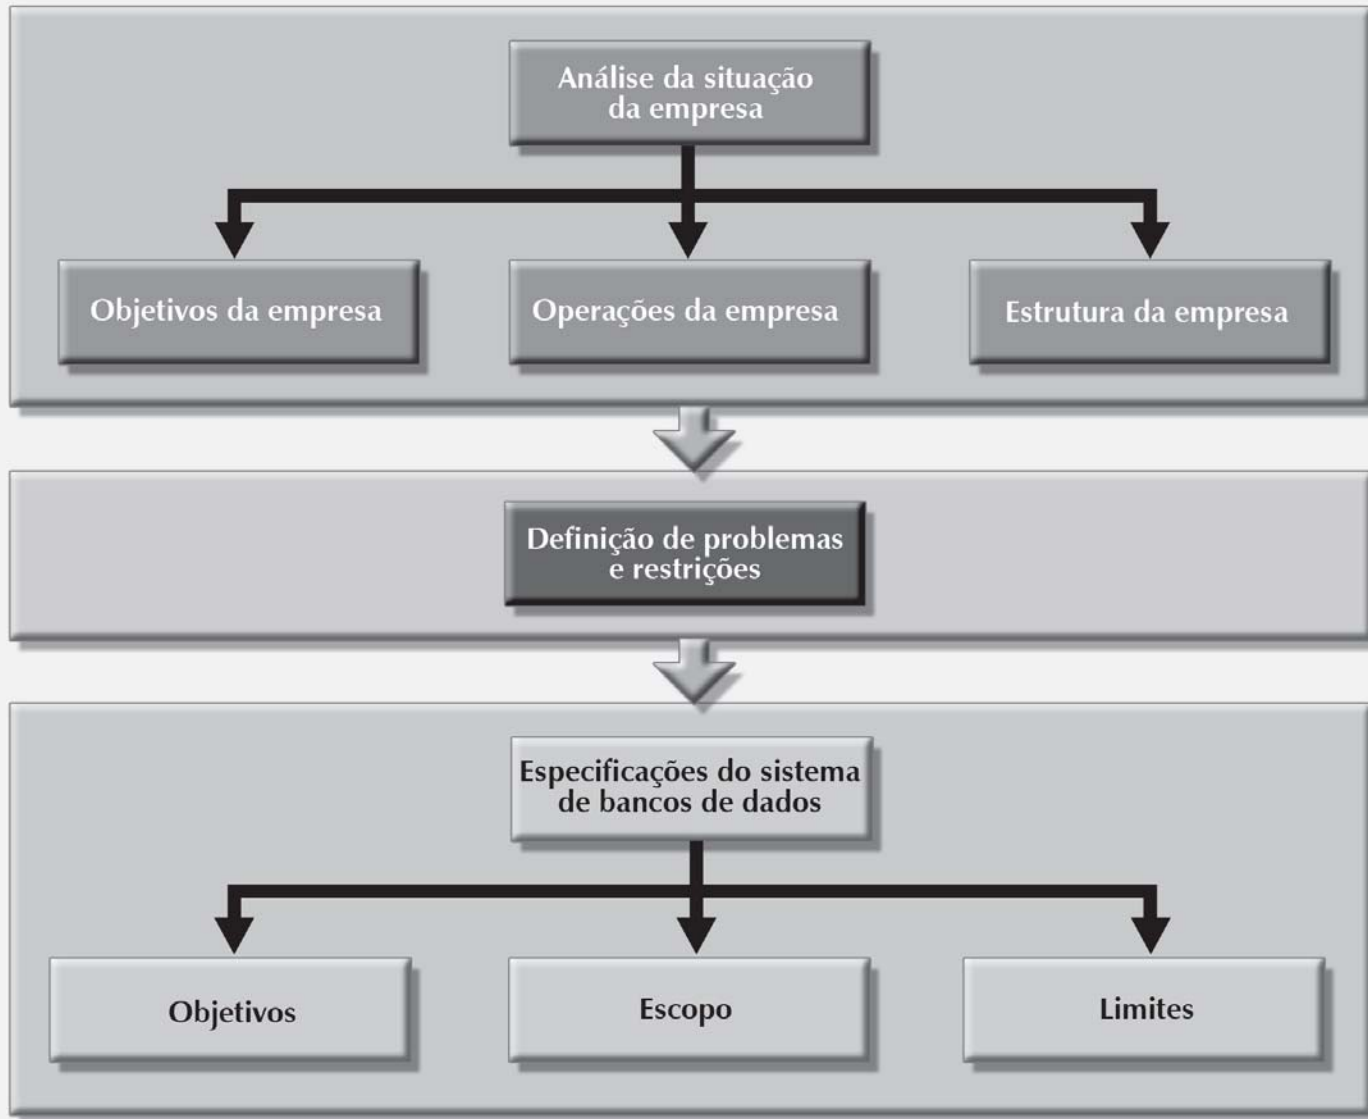 Análise da situação
da empresa
Objetivos da empresa
Operações da empresa
Estrutura da empresa
Definição de problemas
e restrições
Especificações do sistema
de bancos de dados
Objetivos
Escopo
Limites